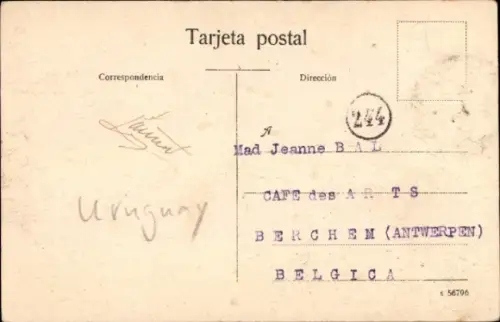 Tarjeta postal
Correspondencia
Dirección
244
A
Mad Jeanne B A L
CAFE des A R T S
B E R C H E M (ANTWERPEN)
B E L G I C A
Uruguay
s 56796